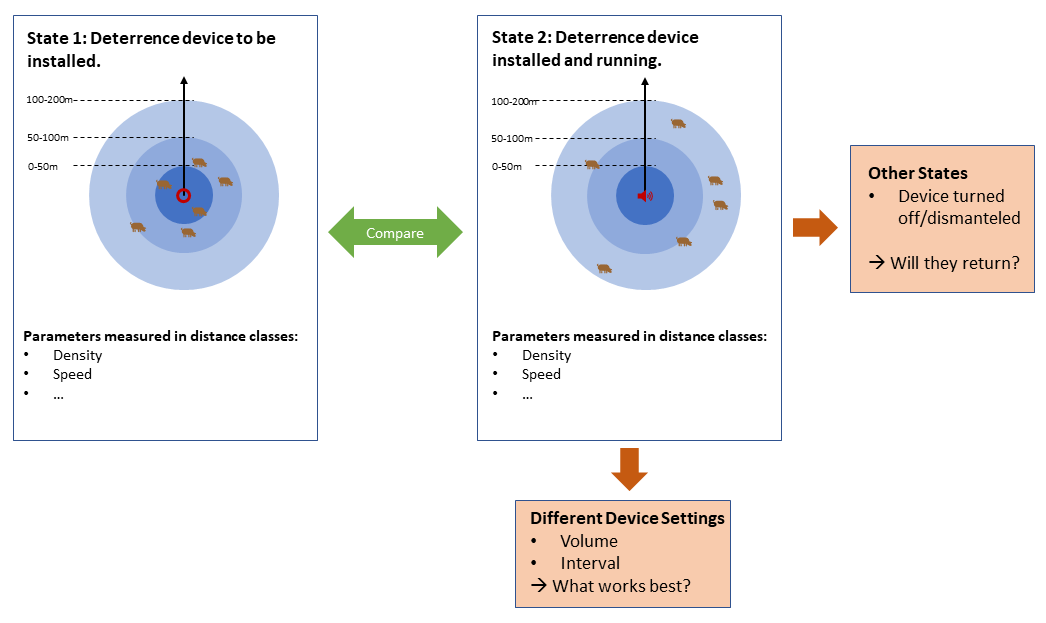 State 1: Deterrence device to be
installed.
100-200m
50-100m
0-50m
Parameters measured in distance classes:
• Density
• Speed
• ...
Compare
State 2: Deterrence device
installed and running.
100-200m
50-100m
0-50m
Parameters measured in distance classes:
• Density
• Speed
• ...
Other States
• Device turned
off/dismanteled
→ Will they return?
Different Device Settings
• Volume
• Interval
→ What works best?